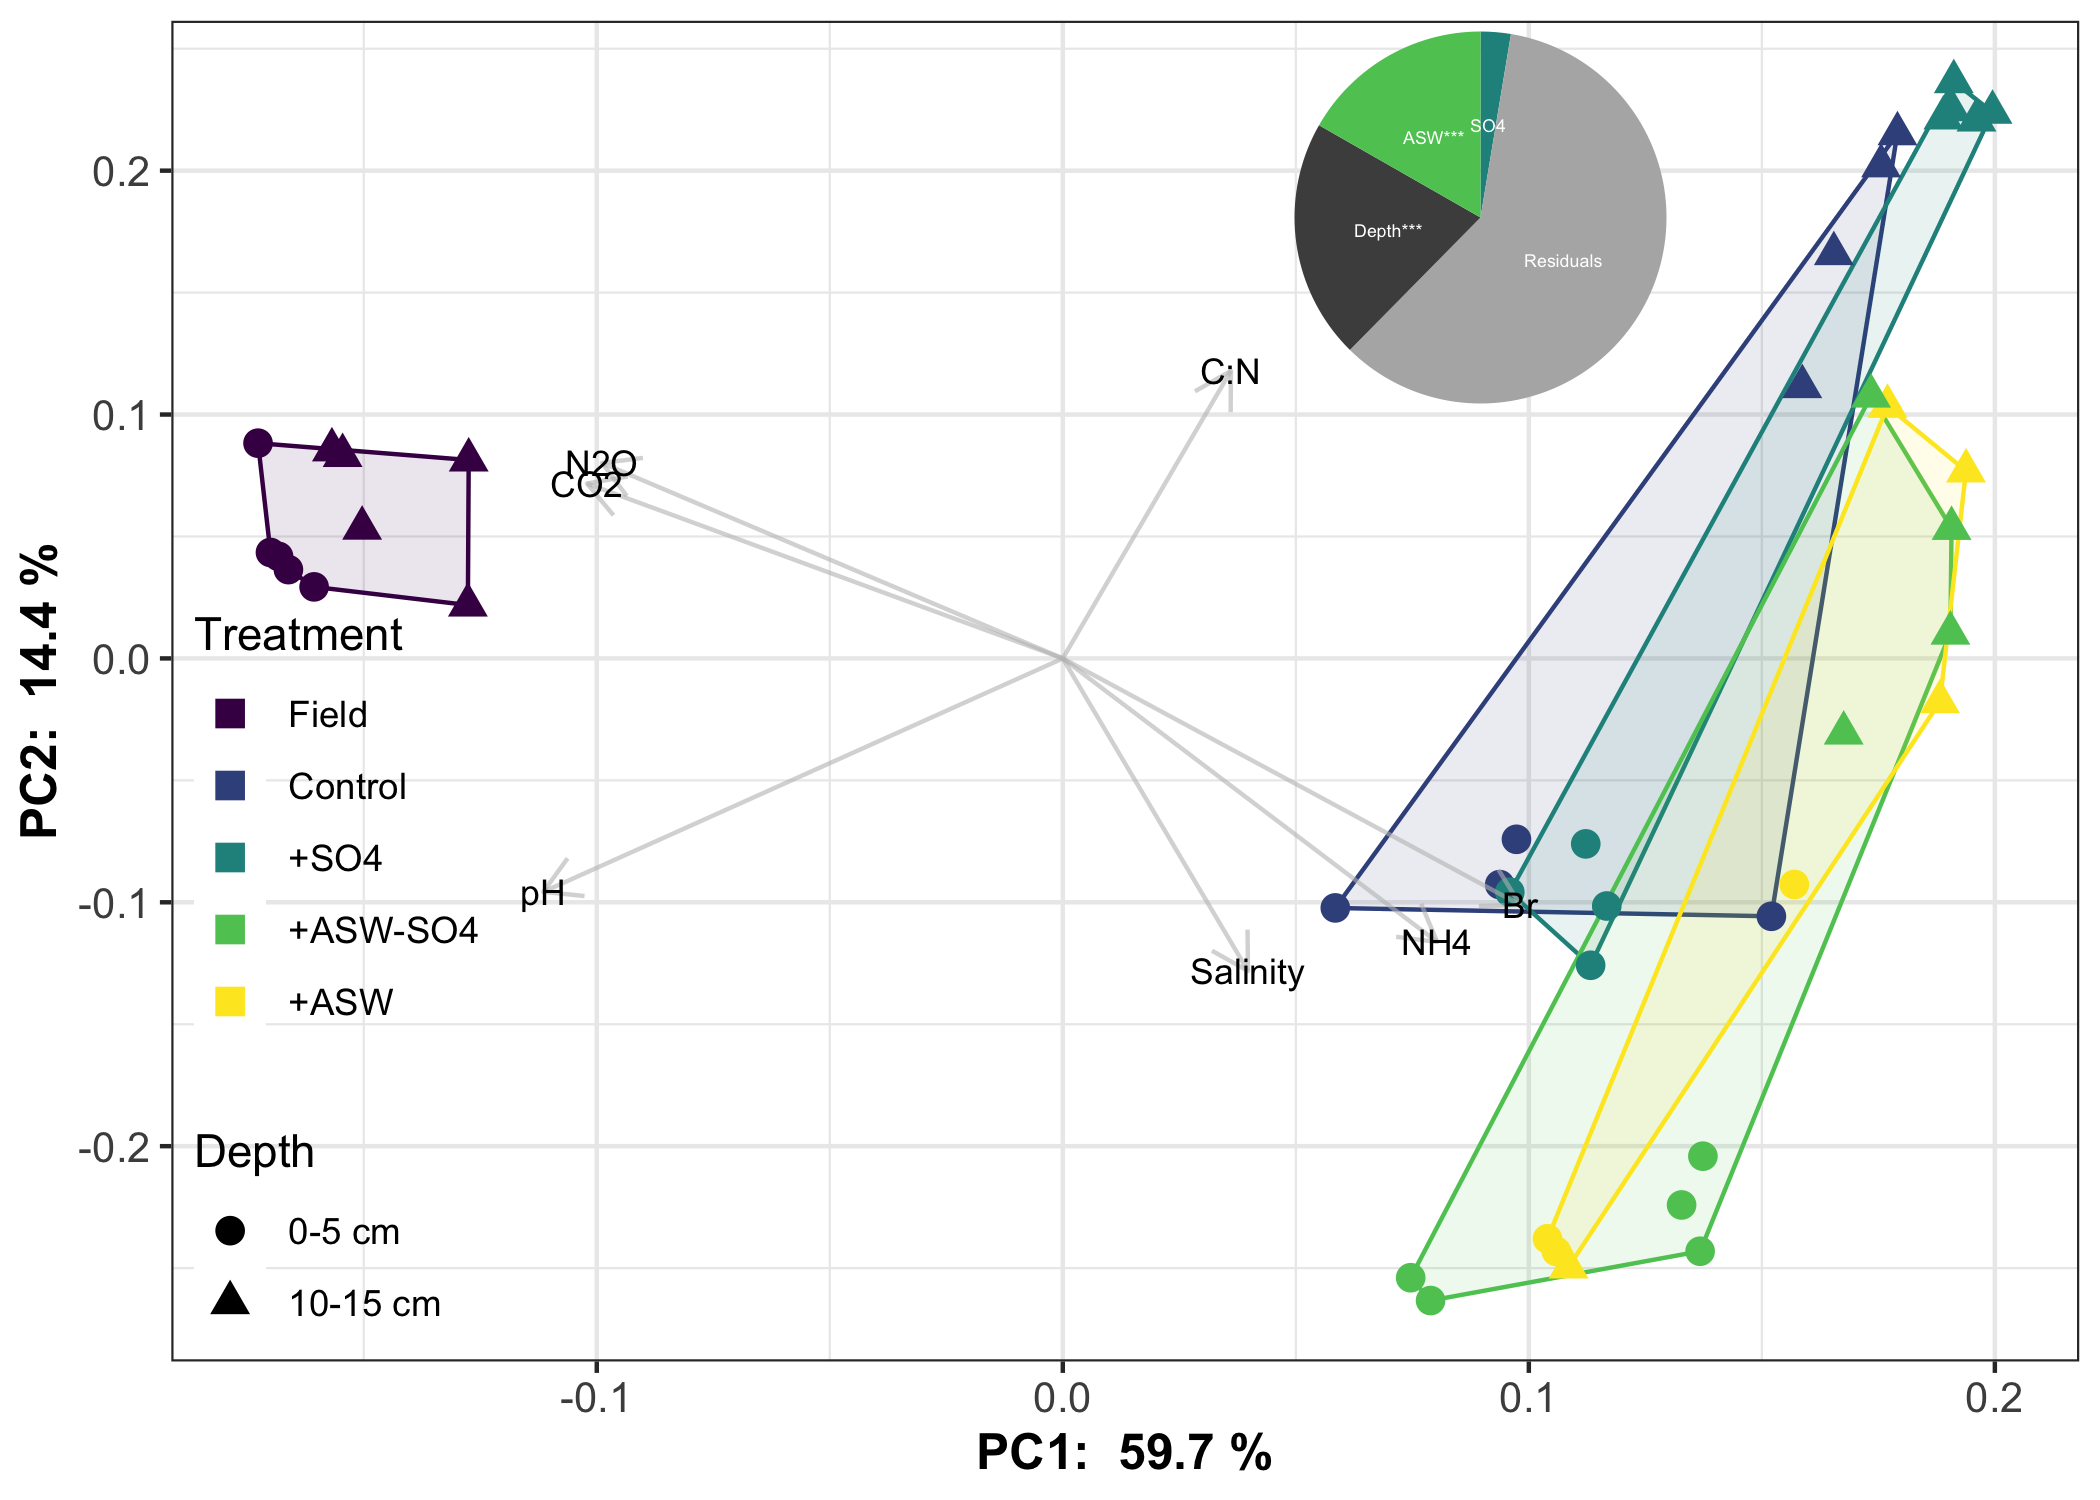 SO4
ASW***
Depth***
Residuals
0.2
0.1
0.0
-0.1
-0.2
PC2:  14.4 %
C:N
N2O
CO2
pH
Br
NH4
Salinity
Treatment
Field
Control
+SO4
+ASW-SO4
+ASW
Depth
0-5 cm
10-15 cm
-0.1
0.0
0.1
0.2
PC1:  59.7 %